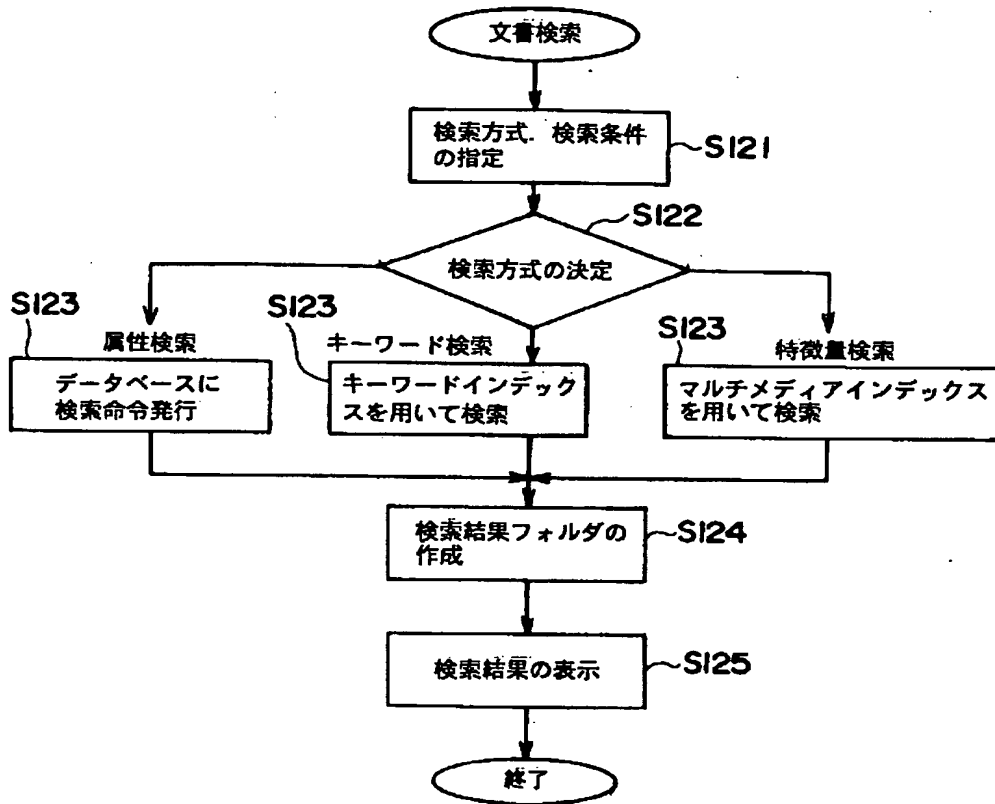 文書検索
検索方式．検索条件
の指定
S121
S122
検索方式の決定
S123
属性検索
データベースに
検索命令発行
S123
キーワード検索
キーワードインデック
スを用いて検索
S123
特徴量検索
マルチメディアインデックス
を用いて検索
検索結果フォルダの
作成
S124
検索結果の表示
S125
終了